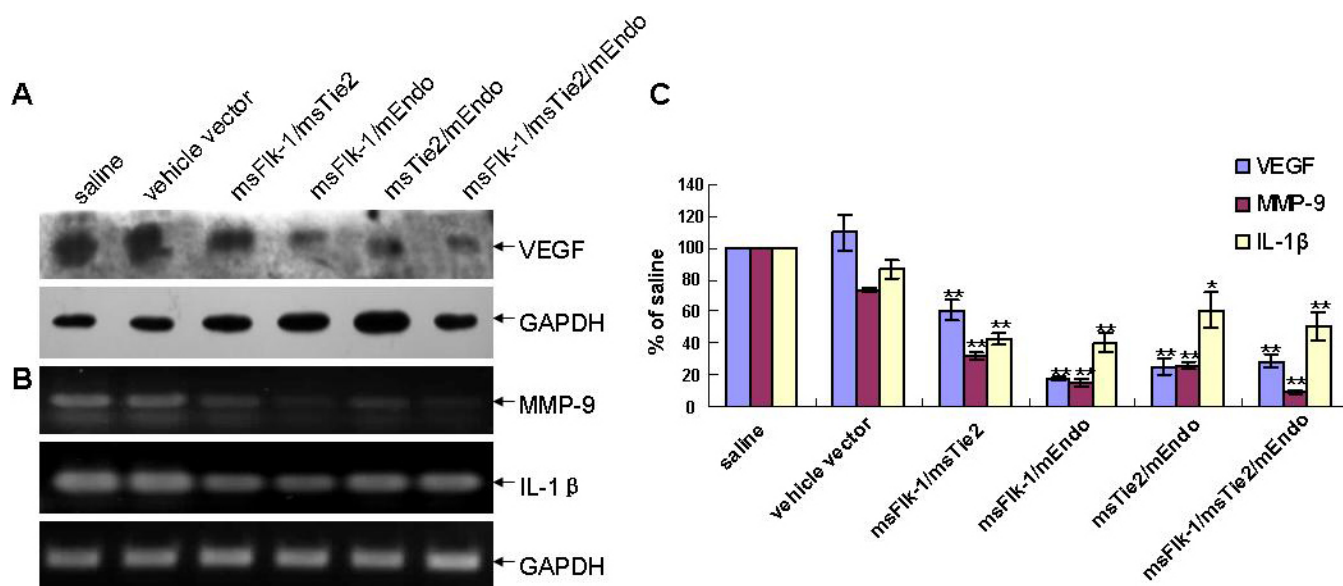 A
saline
vehicle vector
msFlk-1/msTie2
msFlk-1/mEndo
msTie2/mEndo
msFlk-1/msTie2/mEndo
VEGF
GAPDH
B
MMP-9
IL-1 β
GAPDH
C
VEGF
MMP-9
IL-1β
% of saline
140
120
100
80
60
40
20
0
**
**
**
**
**
**
**
**
*
**
**
**
saline
vehicle vector
msFlk-1/msTie2
msFlk-1/mEndo
msTie2/mEndo
msFlk-1/msTie2/mEndo